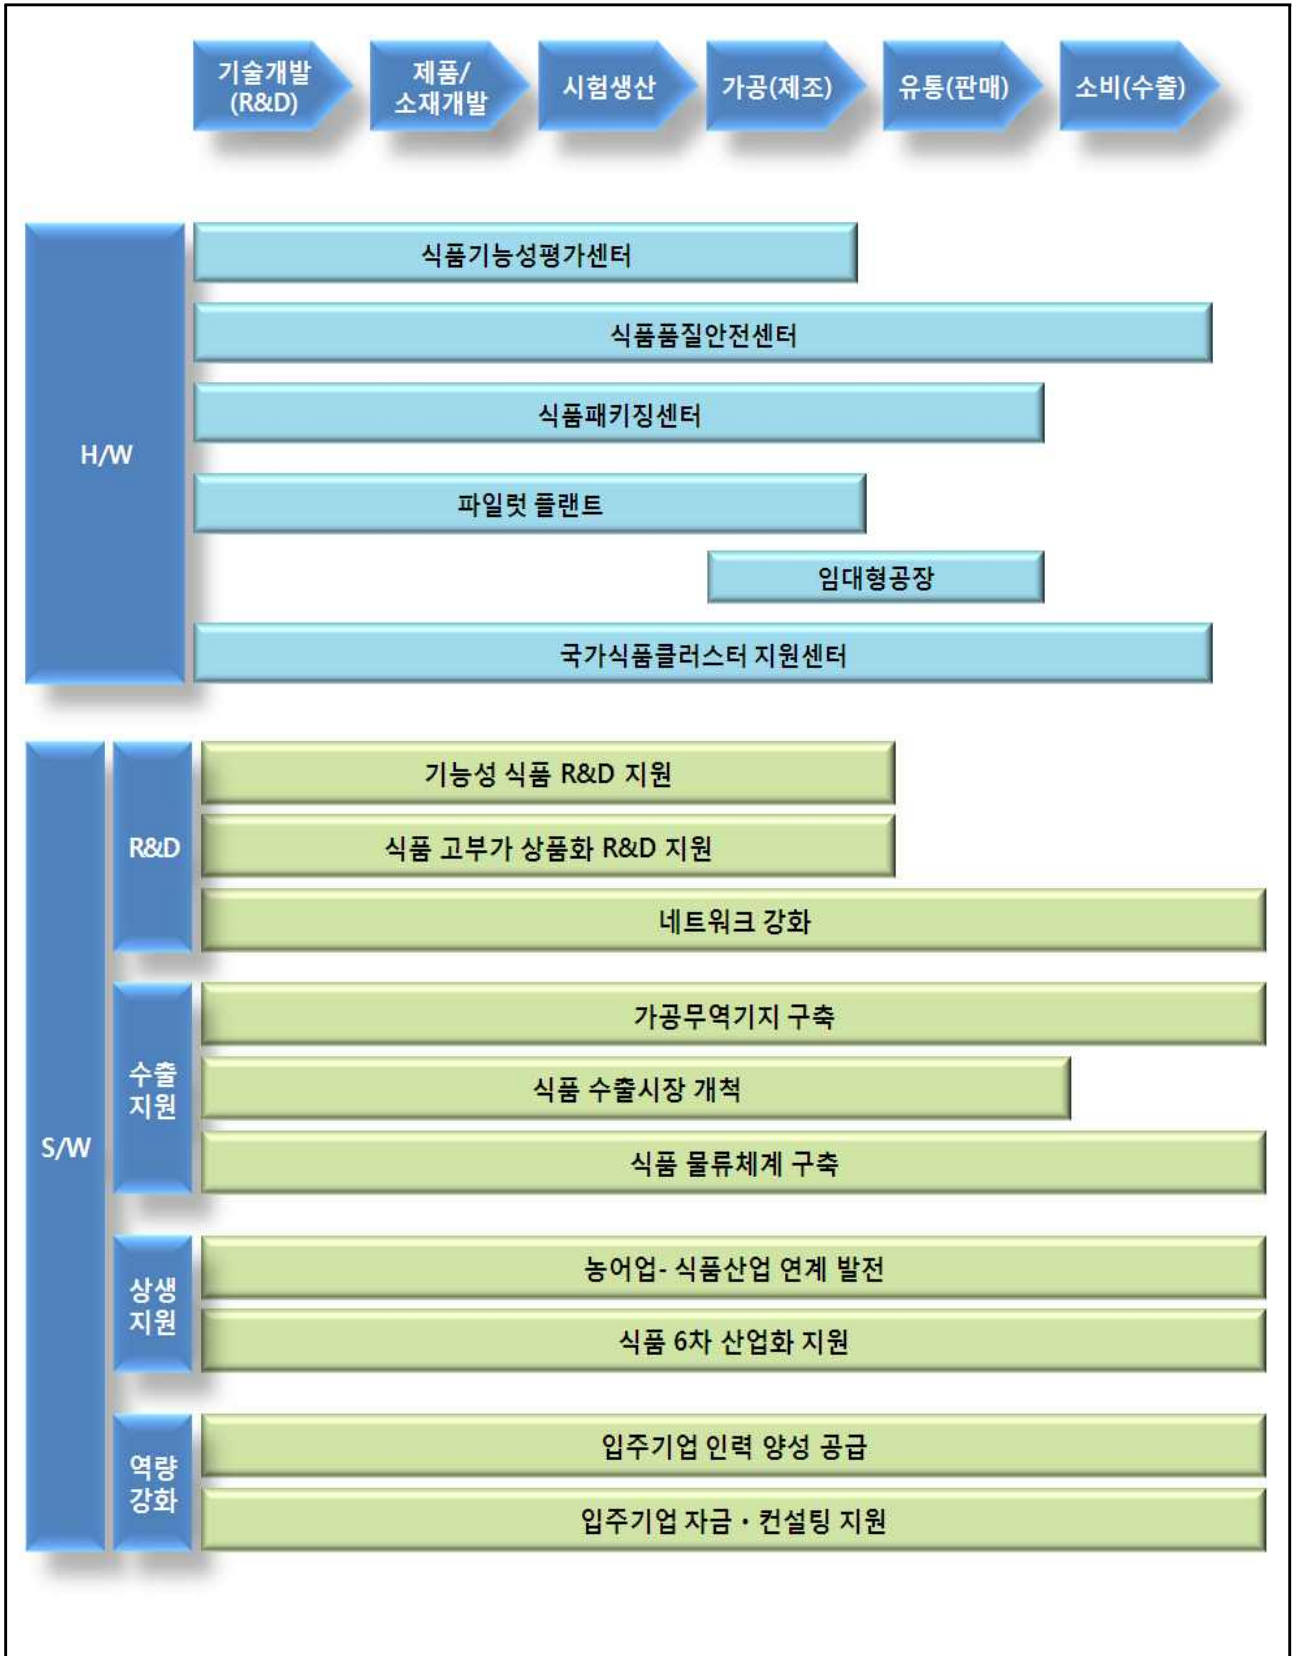 기술개발
(R&D)
제품/
소재개발
시험생산
가공(제조)
유통(판매)
소비(수출)
H/W
식품기능성평가센터
식품품질안전센터
식품패키징센터
파일럿 플랜트
임대형공장
국가식품클러스터 지원센터
S/W
R&D
기능성 식품 R&D 지원
식품 고부가 상품화 R&D 지원
네트워크 강화
수출
지원
가공무역기지 구축
식품 수출시장 개척
식품 물류체계 구축
상생
지원
농어업- 식품산업 연계 발전
식품 6차 산업화 지원
역량
강화
입주기업 인력 양성 공급
입주기업 자금・컨설팅 지원